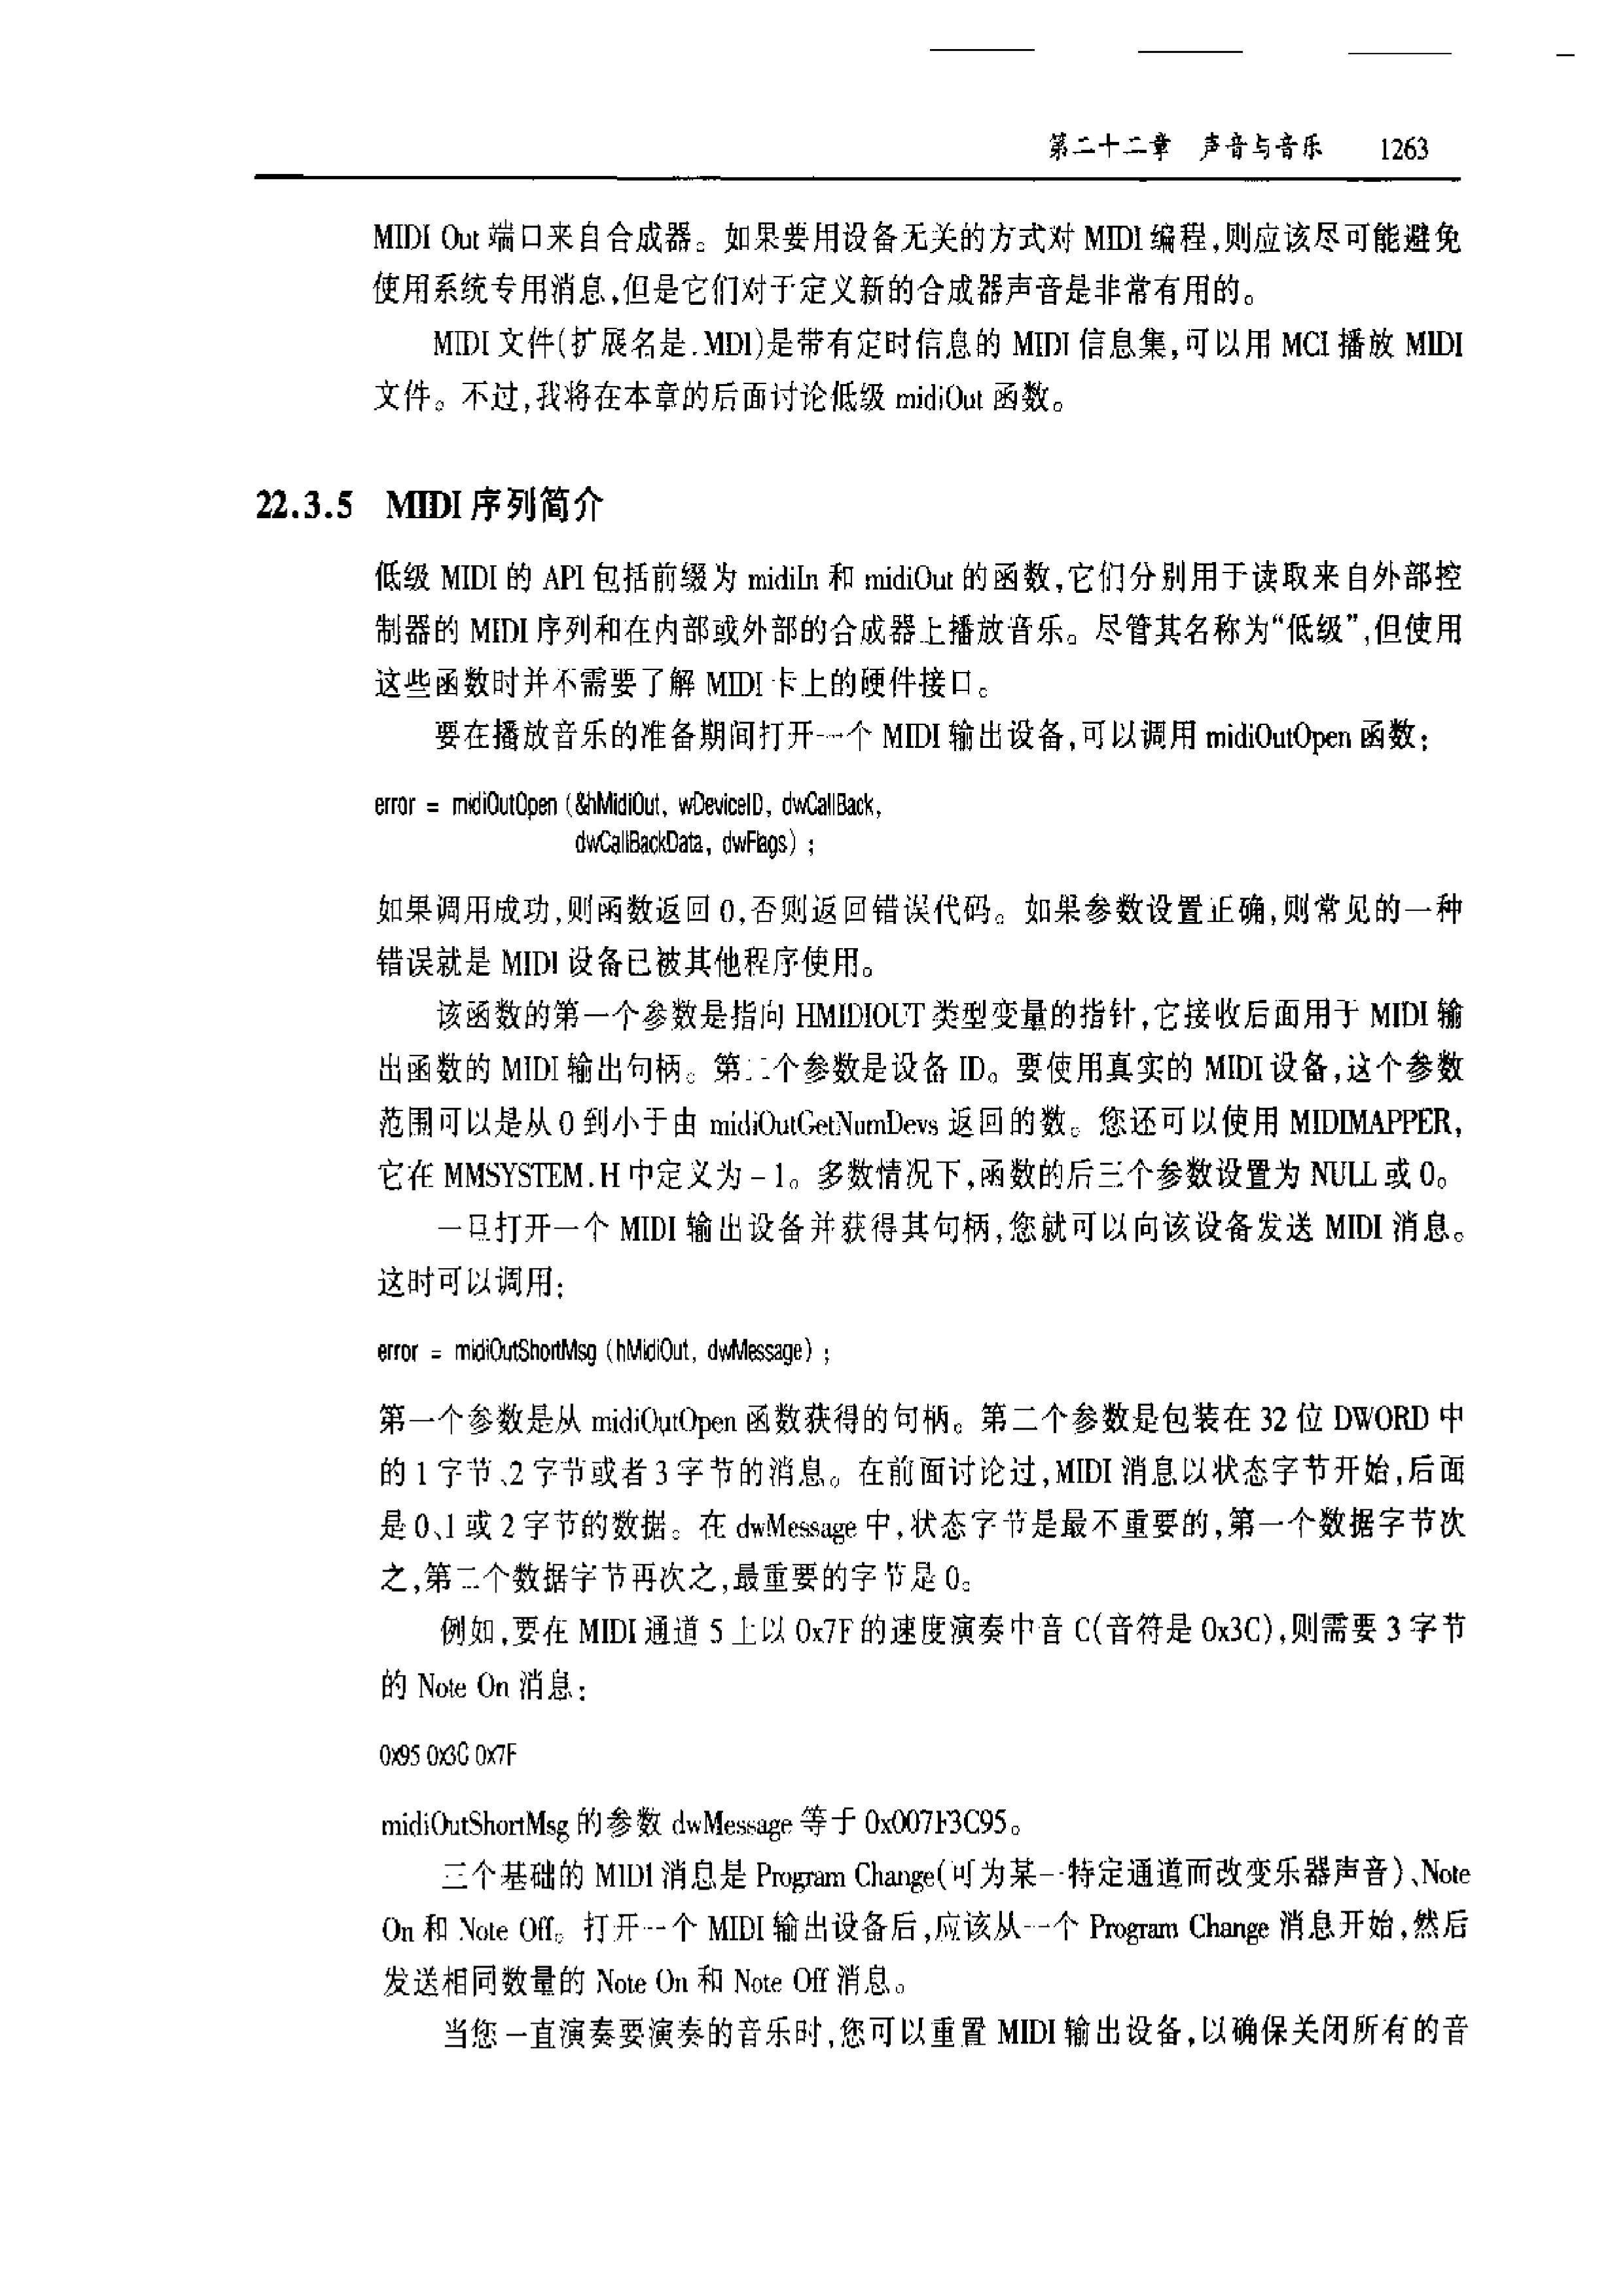 第二十二章 声音与音乐 1263
MIDI Out 端口来自合成器。如果要用设备无关的方式对 MIDI 编程,则应该尽可能避免
使用系统专用消息,但是它们对于定义新的合成器声音是非常有用的。
MIDI 文件(扩展名是.MDI)是带有定时信息的 MIDI 信息集,可以用 MCI 播放 MIDI
文件。不过,我将在本章的后面讨论低级 midiOut 函数。
22.3.5 MIDI 序列简介
低级 MIDI 的 API 包括前缀为 midiIn 和 midiOut 的函数,它们分别用于读取来自外部控
制器的 MIDI 序列和在内部或外部的合成器上播放音乐。尽管其名称为“低级”,但使用
这些函数时并不需要了解 MIDI 卡上的硬件接口。
要在播放音乐的准备期间打开一个 MIDI 输出设备,可以调用 midiOutOpen 函数:
error = midiOutOpen (&hMidiOut, wDeviceID, dwCallBack,
dwCallBackData, dwFlags) ;
如果调用成功,则函数返回 0,否则返回错误代码。如果参数设置正确,则常见的一种
错误就是 MIDI 设备已被其他程序使用。
该函数的第一个参数是指向 HMIDIOUT 类型变量的指针,它接收后面用于 MIDI 输
出函数的 MIDI 输出句柄。第二个参数是设备 ID。要使用真实的 MIDI 设备,这个参数
范围可以是从 0 到小于由 midiOutGetNumDevs 返回的数。您还可以使用 MIDIMAPPER,
它在 MMSYSTEM.H 中定义为 -1。多数情况下,函数的后三个参数设置为 NULL 或 0。
一旦打开一个 MIDI 输出设备并获得其句柄,您就可以向该设备发送 MIDI 消息。
这时可以调用:
error = midiOutShortMsg (hMidiOut, dwMessage) ;
第一个参数是从 midiOutOpen 函数获得的句柄。第二个参数是包装在 32 位 DWORD 中
的 1 字节、2 字节或者 3 字节的消息。在前面讨论过,MIDI 消息以状态字节开始,后面
是 0、1 或 2 字节的数据。在 dwMessage 中,状态字节是最不重要的,第一个数据字节次
之,第二个数据字节再次之,最重要的字节是 0。
例如,要在 MIDI 通道 5 上以 0x7F 的速度演奏中音 C(音符是 0x3C),则需要 3 字节
的 Note On 消息:
0x95 0x3C 0x7F
midiOutShortMsg 的参数 dwMessage 等于 0x007F3C95。
三个基础的 MIDI 消息是 Program Change(可为某一特定通道而改变乐器声音)、Note
On 和 Note Off。打开一个 MIDI 输出设备后,应该从一个 Program Change 消息开始,然后
发送相同数量的 Note On 和 Note Off 消息。
当您一直演奏要演奏的音乐时,您可以重置 MIDI 输出设备,以确保关闭所有的音